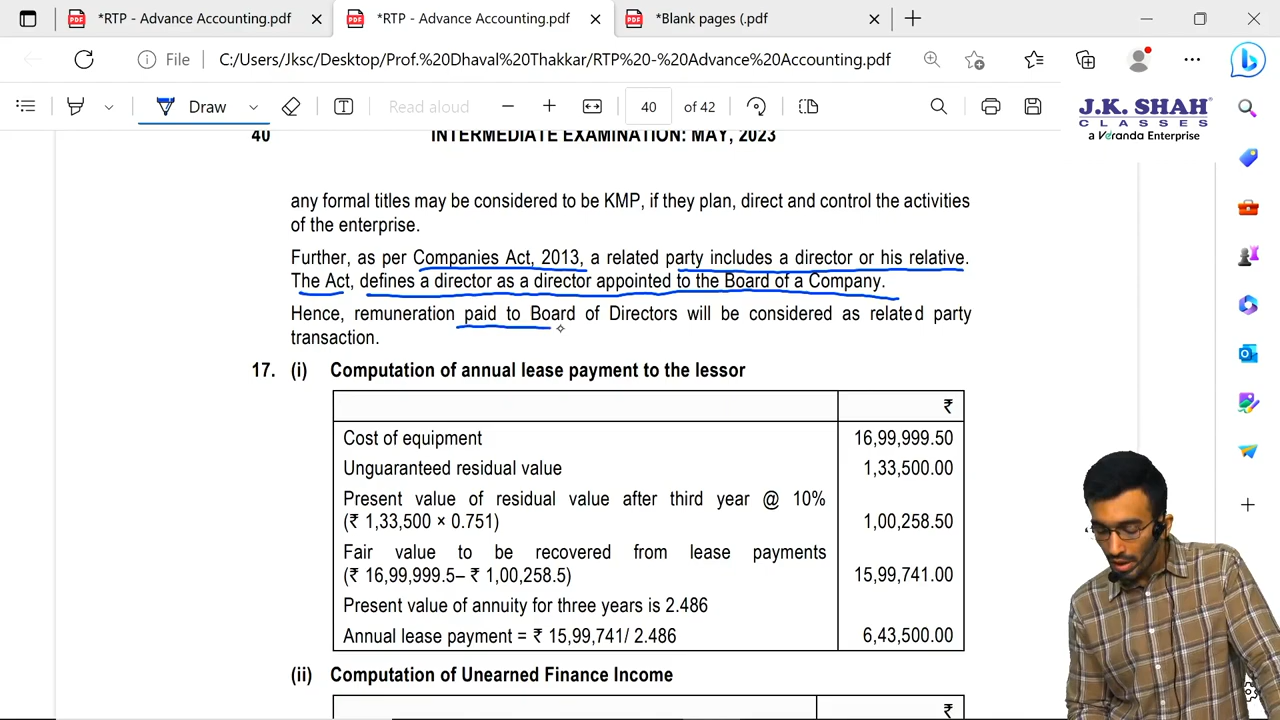 *RTP - Advance Accounting.pdf
*RTP - Advance Accounting.pdf
*Blank pages (.pdf
File
C:/Users/Jksc/Desktop/Prof.%20Dhaval%20Thakkar/RTP%20-%20Advance%20Accounting.pdf
Draw
Read aloud
40
of 42
J.K. SHAH®
CLASSES
a Veranda Enterprise
40 INTERMEDIATE EXAMINATION: MAY, 2023
any formal titles may be considered to be KMP, if they plan, direct and control the activities
of the enterprise.
Further, as per Companies Act, 2013, a related party includes a director or his relative.
The Act, defines a director as a director appointed to the Board of a Company.
Hence, remuneration paid to Board of Directors will be considered as related party
transaction.
17. (i) Computation of annual lease payment to the lessor
₹
Cost of equipment 16,99,999.50
Unguaranteed residual value 1,33,500.00
Present value of residual value after third year @ 10%
(₹ 1,33,500 × 0.751) 1,00,258.50
Fair value to be recovered from lease payments
(₹ 16,99,999.5– ₹ 1,00,258.5) 15,99,741.00
Present value of annuity for three years is 2.486
Annual lease payment = ₹ 15,99,741/ 2.486 6,43,500.00
(ii) Computation of Unearned Finance Income
₹